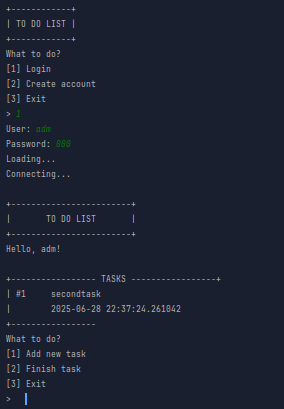 +------------+
| TO DO LIST |
+------------+
What to do?
[1] Login
[2] Create account
[3] Exit
> 1
User: adm
Password: 000
Loading...
Connecting...
+------------------------+
|       TO DO LIST       |
+------------------------+
Hello, adm!
+----------------- TASKS -----------------+
| #1     secondtask
|        2025-06-28 22:37:24.261042
+-----------------
What to do?
[1] Add new task
[2] Finish task
[3] Exit
>